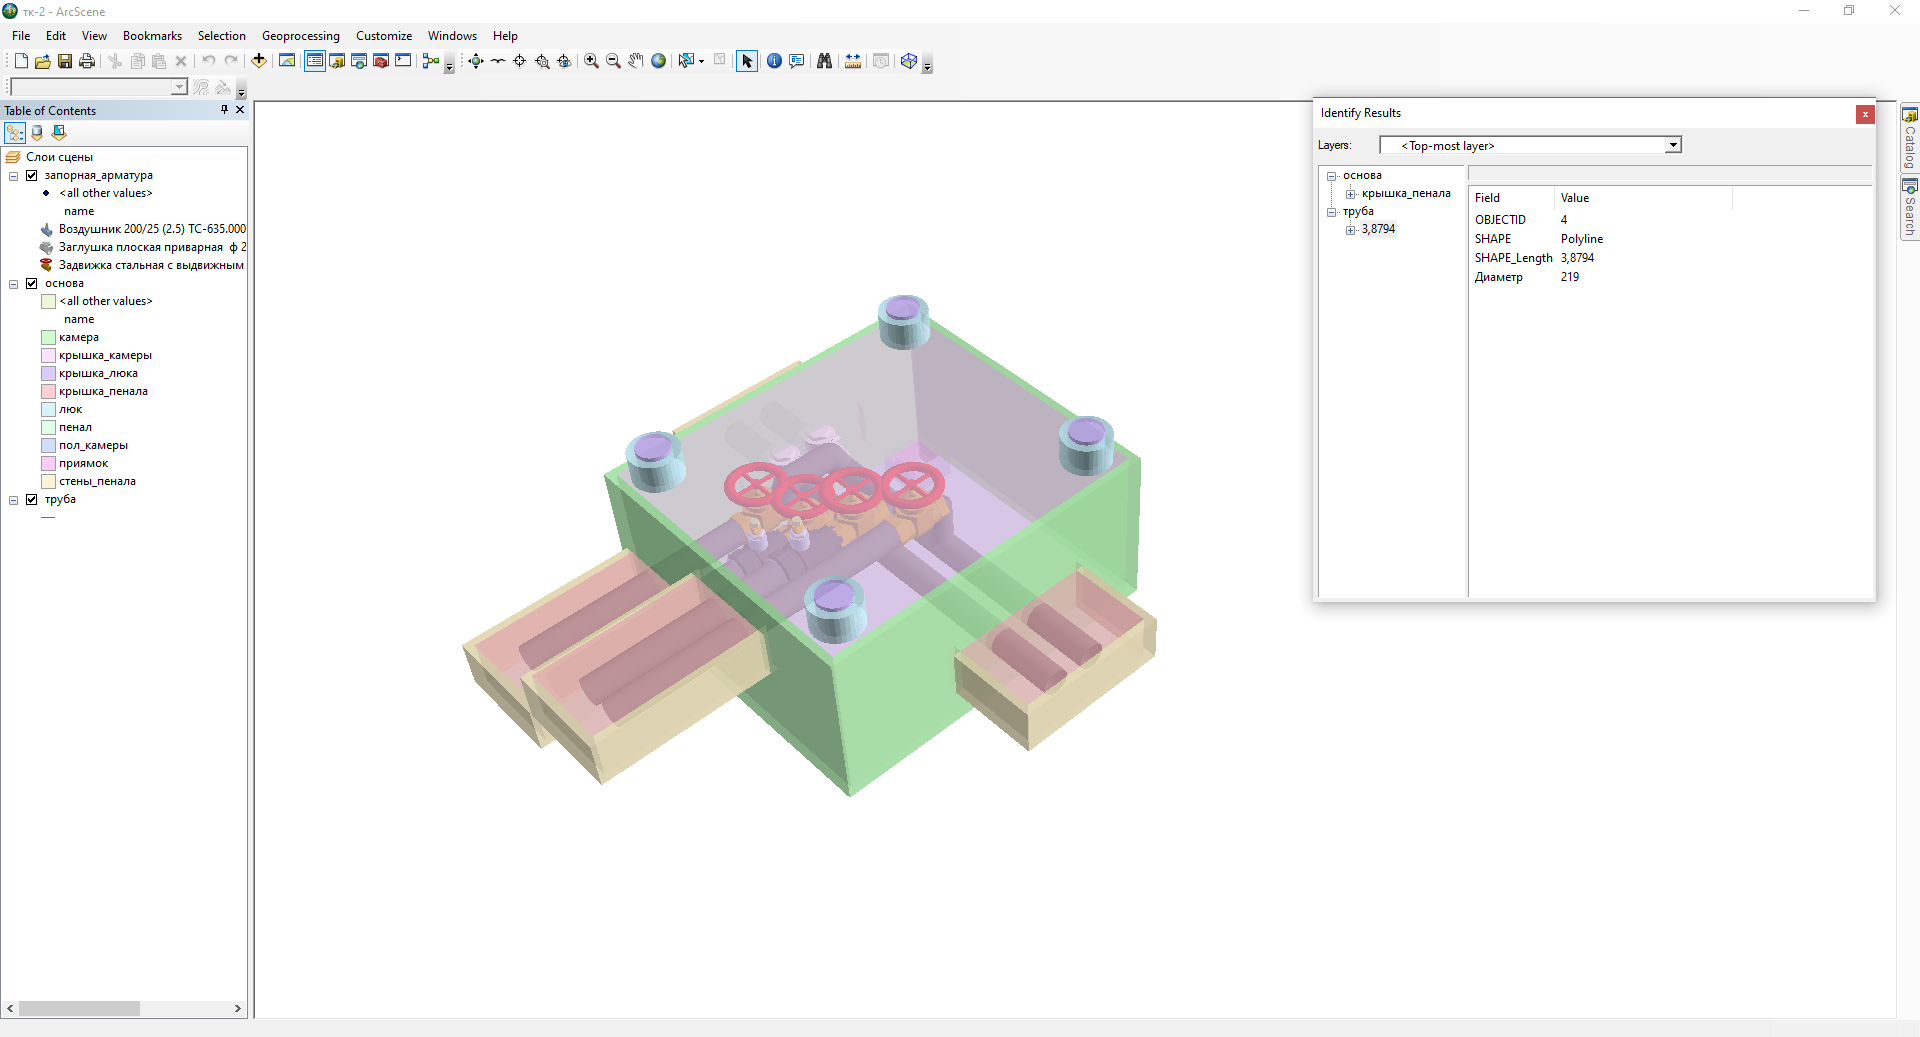 тк-2 - ArcScene
File Edit View Bookmarks Selection Geoprocessing Customize Windows Help
Table of Contents
Слои сцены
запорная_арматура
<all other values>
name
Воздушник 200/25 (2.5) ТС-635.000
Заглушка плоская приварная ф 2
Задвижка стальная с выдвижным
основа
<all other values>
name
камера
крышка_камеры
крышка_люка
крышка_пенала
люк
пенал
пол_камеры
приямок
стены_пенала
труба
Identify Results
Layers: <Top-most layer>
основа
крышка_пенала
труба
3,8794
Field Value
OBJECTID 4
SHAPE Polyline
SHAPE_Length 3,8794
Диаметр 219
Catalog
Search